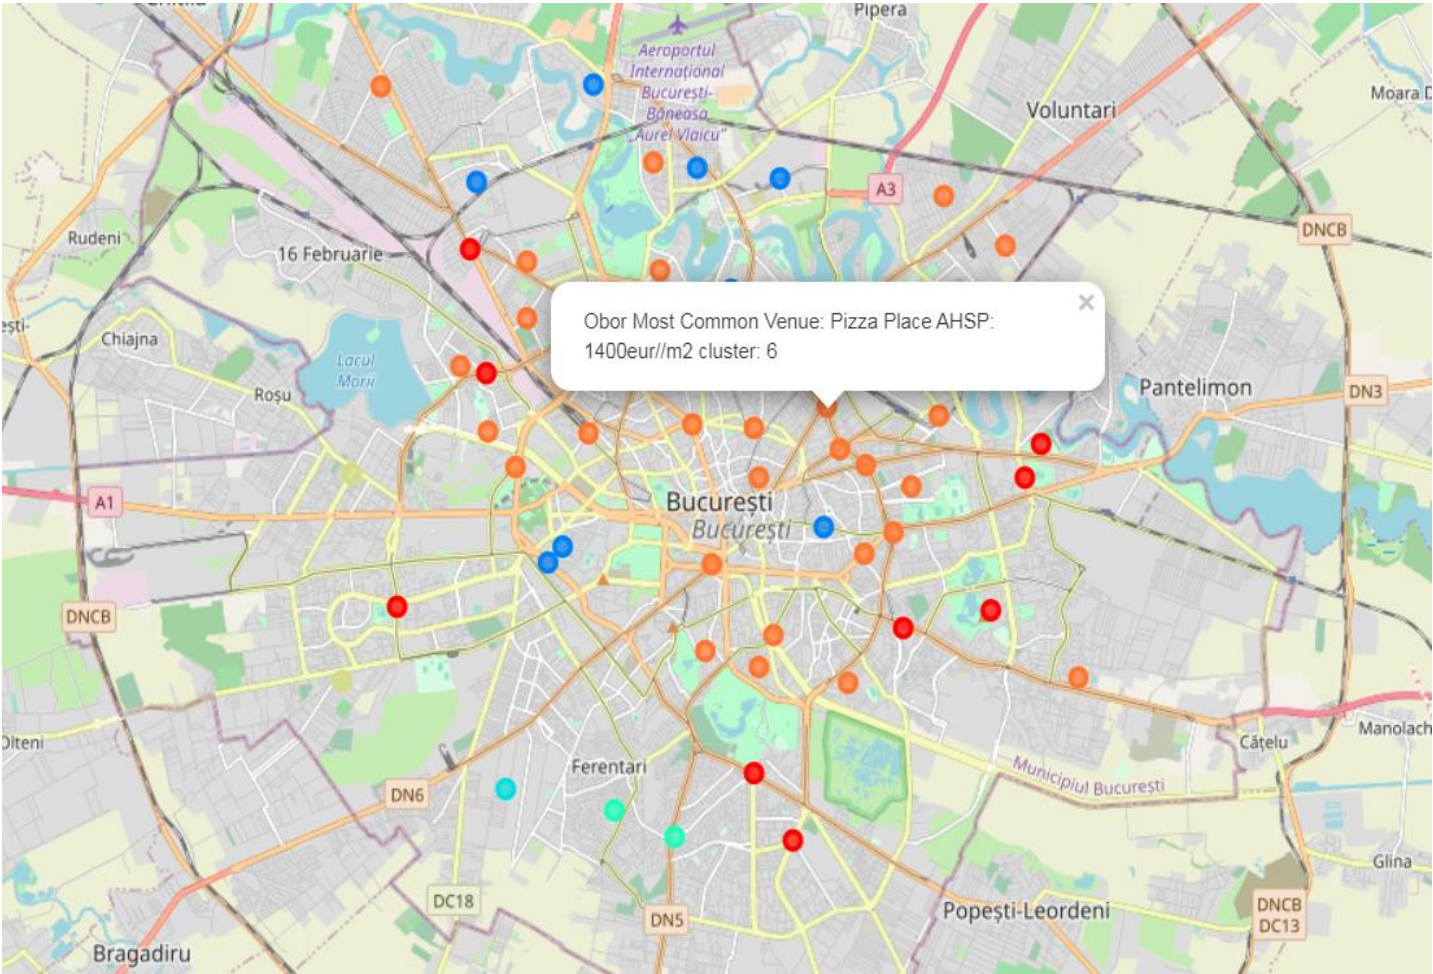 Pipera
Aeroportul
Internațional
București-
Băneasa
„Aurel Vlaicu”
Moara D
Voluntari
A3
Rudeni
16 Februarie
DNCB
Obor Most Common Venue: Pizza Place AHSP:
1400eur//m2 cluster: 6
×
ești-
Chiajna
Lacul
Morii
Roșu
Pantelimon
DN3
A1
București
București
DNCB
Olteni
Manolach
Cățelu
Ferentari
Municipiul București
DN6
Glina
DC18
DN5
Popești-Leordeni
DNCB
DC13
Bragadiru